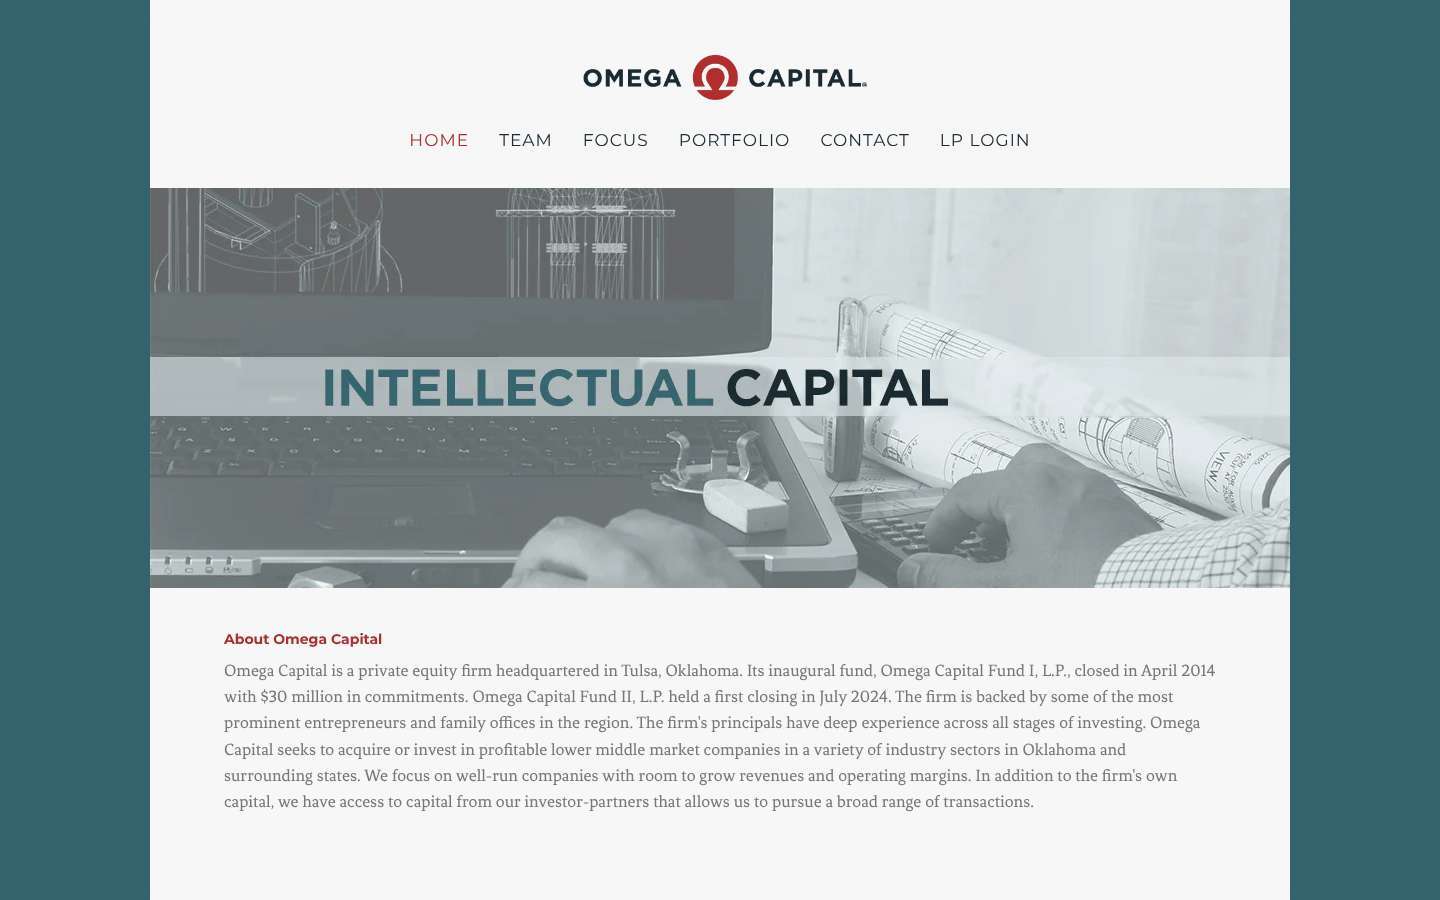 OMEGA CAPITAL
HOME TEAM FOCUS PORTFOLIO CONTACT LP LOGIN
INTELLECTUAL CAPITAL
VIEW/
About Omega Capital
Omega Capital is a private equity firm headquartered in Tulsa, Oklahoma. Its inaugural fund, Omega Capital Fund I, L.P., closed in April 2014
with $30 million in commitments. Omega Capital Fund II, L.P. held a first closing in July 2024. The firm is backed by some of the most
prominent entrepreneurs and family offices in the region. The firm's principals have deep experience across all stages of investing. Omega
Capital seeks to acquire or invest in profitable lower middle market companies in a variety of industry sectors in Oklahoma and
surrounding states. We focus on well-run companies with room to grow revenues and operating margins. In addition to the firm's own
capital, we have access to capital from our investor-partners that allows us to pursue a broad range of transactions.